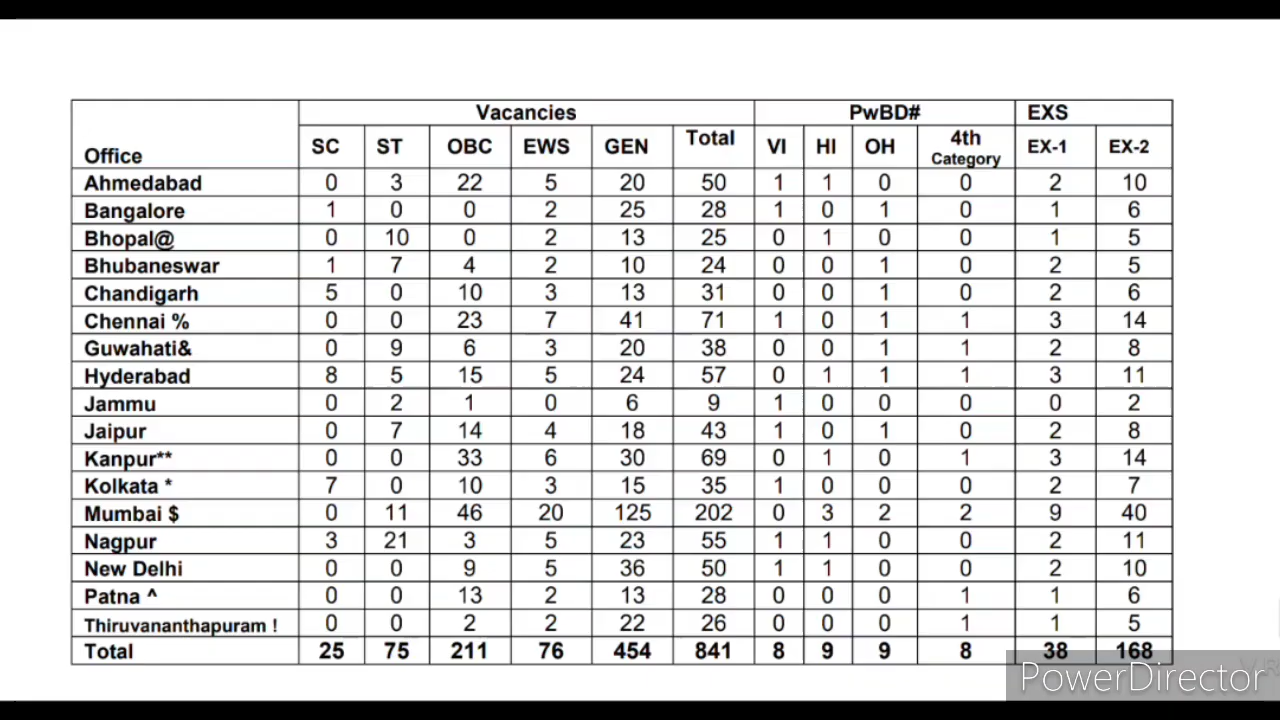 Vacancies PwBD# EXS
Office SC ST OBC EWS GEN Total VI HI OH 4th Category EX-1 EX-2
Ahmedabad 0 3 22 5 20 50 1 1 0 0 2 10
Bangalore 1 0 0 2 25 28 1 0 1 0 1 6
Bhopal@ 0 10 0 2 13 25 0 1 0 0 1 5
Bhubaneswar 1 7 4 2 10 24 0 0 1 0 2 5
Chandigarh 5 0 10 3 13 31 0 0 1 0 2 6
Chennai % 0 0 23 7 41 71 1 0 1 1 3 14
Guwahati& 0 9 6 3 20 38 0 0 1 1 2 8
Hyderabad 8 5 15 5 24 57 0 1 1 1 3 11
Jammu 0 2 1 0 6 9 1 0 0 0 0 2
Jaipur 0 7 14 4 18 43 1 0 1 0 2 8
Kanpur** 0 0 33 6 30 69 0 1 0 1 3 14
Kolkata * 7 0 10 3 15 35 1 0 0 0 2 7
Mumbai $ 0 11 46 20 125 202 0 3 2 2 9 40
Nagpur 3 21 3 5 23 55 1 1 0 0 2 11
New Delhi 0 0 9 5 36 50 1 1 0 0 2 10
Patna ^ 0 0 13 2 13 28 0 0 0 1 1 6
Thiruvananthapuram ! 0 0 2 2 22 26 0 0 0 1 1 5
Total 25 75 211 76 454 841 8 9 9 8 38 168
PowerDirector